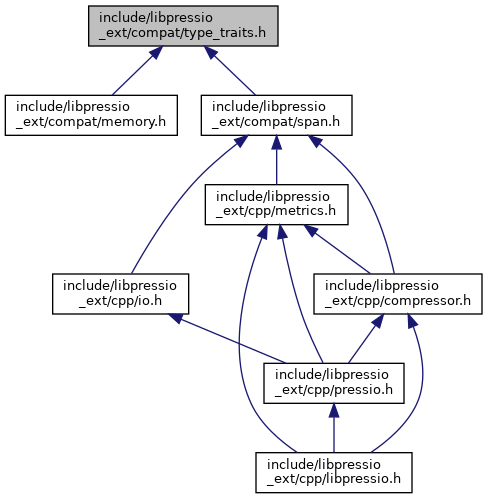 include/libpressio
_ext/compat/type_traits.h
include/libpressio
_ext/compat/memory.h
include/libpressio
_ext/compat/span.h
include/libpressio
_ext/cpp/metrics.h
include/libpressio
_ext/cpp/io.h
include/libpressio
_ext/cpp/compressor.h
include/libpressio
_ext/cpp/pressio.h
include/libpressio
_ext/cpp/libpressio.h